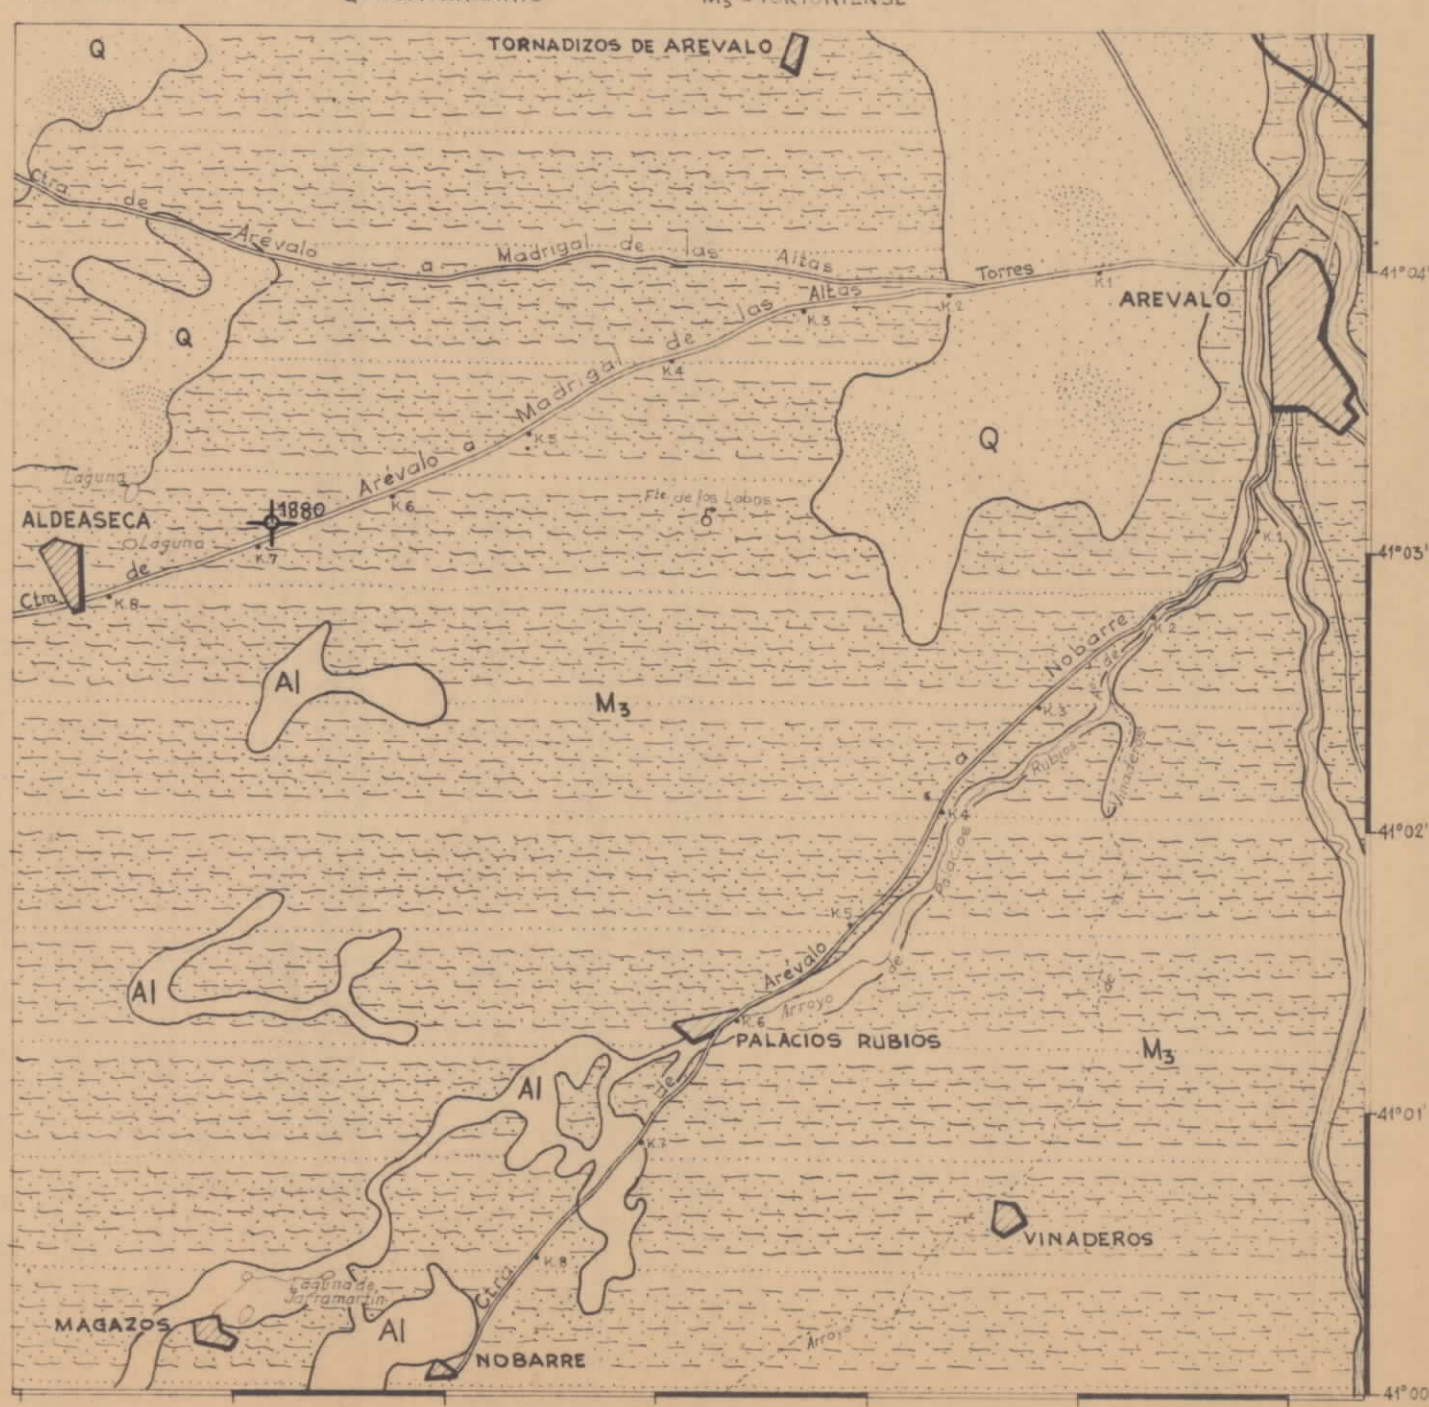 M₃ - TORTONIENSE
Q
TORNADIZOS DE AREVALO
Ctra de Arévalo a Madrigal de las Altas Torres
41°04'
K.1
AREVALO
K.2
K.3
K.4
K.5
K.6
K.7
K.8
Ctra de Arévalo a Madrigal de las Altas
Q
Q
Laguna
ALDEASECA
1880
Laguna
Fte de los Lobos
41°03'
K.1
K.2
K.3
K.4
K.5
K.6
K.7
K.8
Ctra de Arévalo a Nobarre
Al
M₃
Arroyo de Palacios Rubios
Vinaderos
41°02'
Al
PALACIOS RUBIOS
M₃
Al
41°01'
VINADEROS
de
Arroyo
Laguna de
MAGAZOS
Al
NOBARRE
41°00